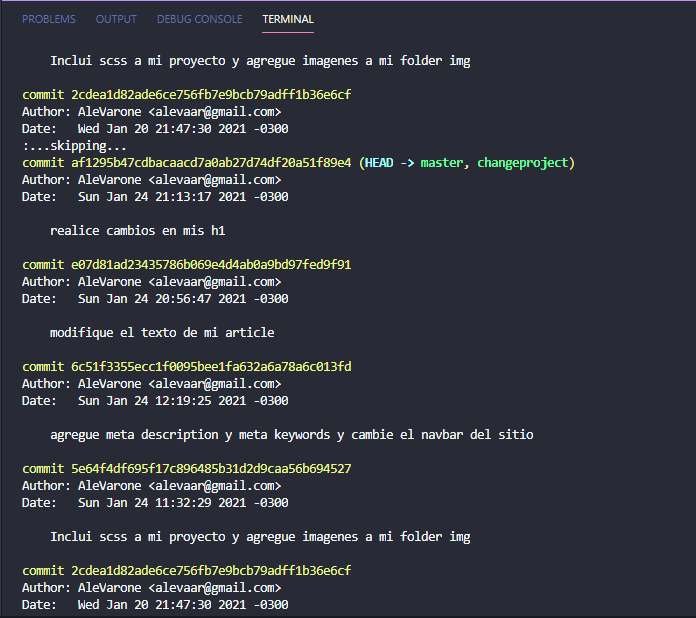 PROBLEMS OUTPUT DEBUG CONSOLE TERMINAL
Inclui scss a mi proyecto y agregue imagenes a mi folder img
commit 2cdea1d82ade6ce756fb7e9bcb79adff1b36e6cf
Author: AleVarone <alevaar@gmail.com>
Date:   Wed Jan 20 21:47:30 2021 -0300
:...skipping...
commit af1295b47cdbacaacd7a0ab27d74df20a51f89e4 (HEAD -> master, changeproject)
Author: AleVarone <alevaar@gmail.com>
Date:   Sun Jan 24 21:13:17 2021 -0300
realice cambios en mis h1
commit e07d81ad23435786b069e4d4ab0a9bd97fed9f91
Author: AleVarone <alevaar@gmail.com>
Date:   Sun Jan 24 20:56:47 2021 -0300
modifique el texto de mi article
commit 6c51f3355ecc1f0095bee1fa632a6a78a6c013fd
Author: AleVarone <alevaar@gmail.com>
Date:   Sun Jan 24 12:19:25 2021 -0300
agregue meta description y meta keywords y cambie el navbar del sitio
commit 5e64f4df695f17c896485b31d2d9caa56b694527
Author: AleVarone <alevaar@gmail.com>
Date:   Sun Jan 24 11:32:29 2021 -0300
Inclui scss a mi proyecto y agregue imagenes a mi folder img
commit 2cdea1d82ade6ce756fb7e9bcb79adff1b36e6cf
Author: AleVarone <alevaar@gmail.com>
Date:   Wed Jan 20 21:47:30 2021 -0300